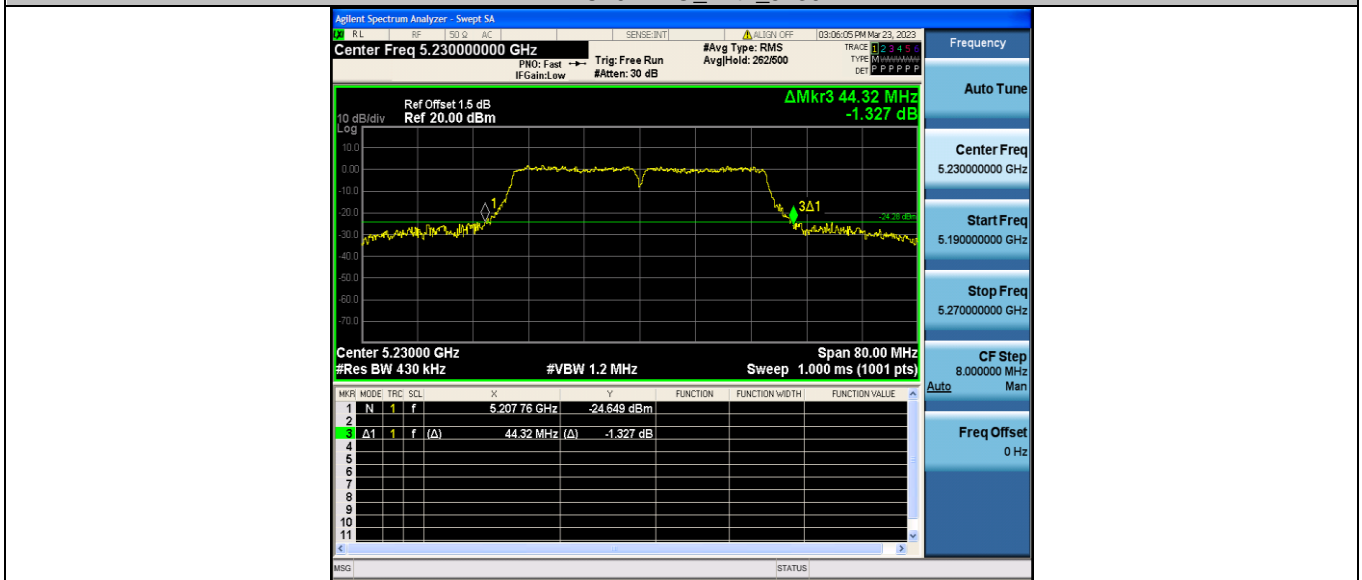 Agilent Spectrum Analyzer - Swept SA
RL RF 50 Ω AC SENSE:INT ALIGN OFF 03:06:05 PM Mar 23, 2023
Center Freq 5.230000000 GHz
PNO: Fast
IFGain:Low
Trig: Free Run
#Atten: 30 dB
#Avg Type: RMS
Avg|Hold: 262/500
TRACE 1 2 3 4 5 6
TYPE M
DET P P P P P P
ΔMkr3 44.32 MHz
-1.327 dB
Ref Offset 1.5 dB
10 dB/div Ref 20.00 dBm
Log
10.0
0.00
-10.0
-20.0
-30.0
-40.0
-50.0
-60.0
-70.0
1
3Δ1
-24.28 dBm
Center 5.23000 GHz Span 80.00 MHz
#Res BW 430 kHz #VBW 1.2 MHz Sweep 1.000 ms (1001 pts)
MKR MODE TRC SCL X Y FUNCTION FUNCTION WIDTH FUNCTION VALUE
1 N 1 f 5.207 76 GHz -24.649 dBm
2
3 Δ1 1 f (Δ) 44.32 MHz (Δ) -1.327 dB
4
5
6
7
8
9
10
11
MSG STATUS
Frequency
Auto Tune
Center Freq
5.230000000 GHz
Start Freq
5.190000000 GHz
Stop Freq
5.270000000 GHz
CF Step
8.000000 MHz
Auto Man
Freq Offset
0 Hz